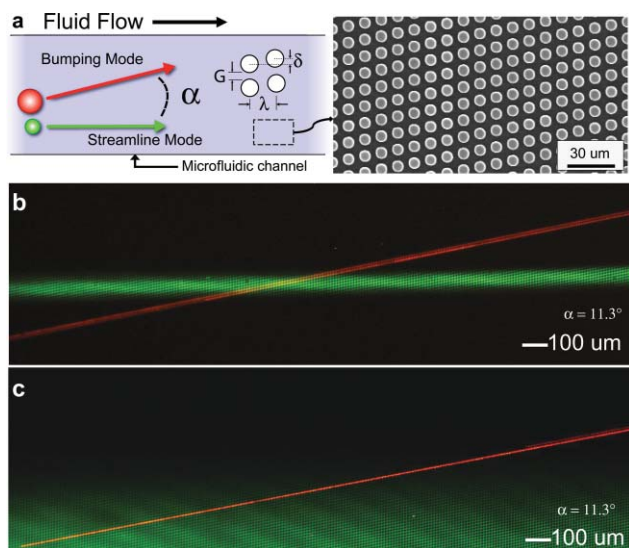 a Fluid Flow
Bumping Mode
G
δ
α
λ
Streamline Mode
Microfluidic channel
30 um
b
α = 11.3°
100 um
c
α = 11.3°
100 um